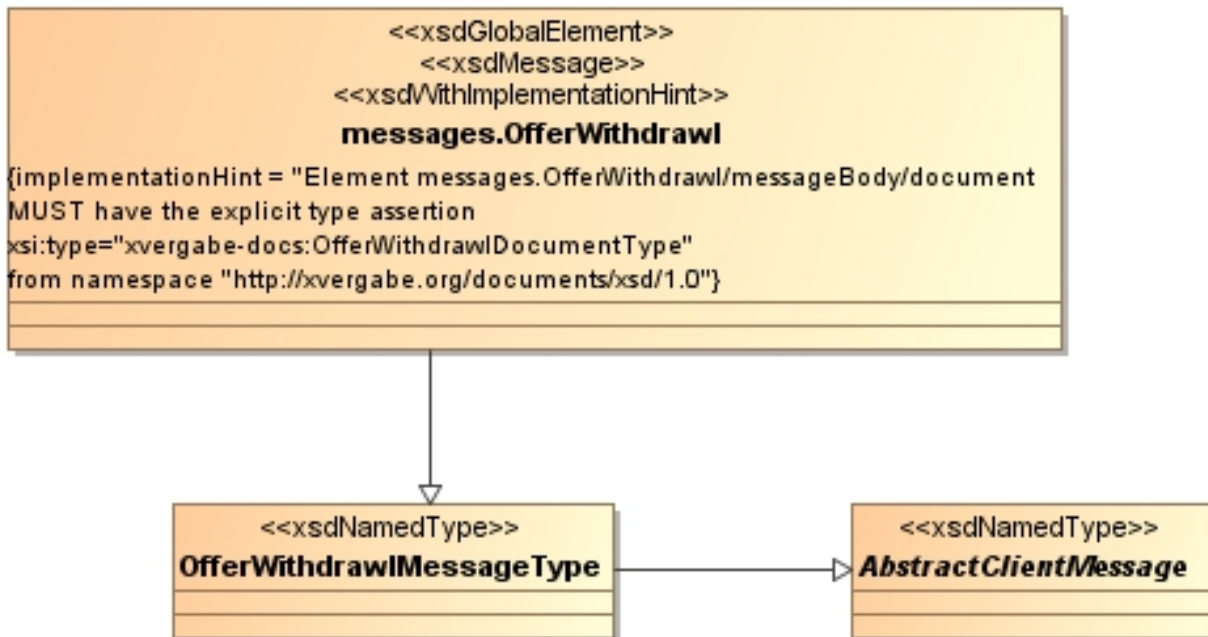 <<xsdGlobalElement>>
<<xsdMessage>>
<<xsdWithImplementationHint>>
messages.OfferWithdrawl
{implementationHint = "Element messages.OfferWithdrawl/messageBody/document
MUST have the explicit type assertion
xsi:type="xvergabe-docs:OfferWithdrawlDocumentType"
from namespace "http://xvergabe.org/documents/xsd/1.0"}
<<xsdNamedType>>
OfferWithdrawlMessageType
<<xsdNamedType>>
AbstractClientMessage